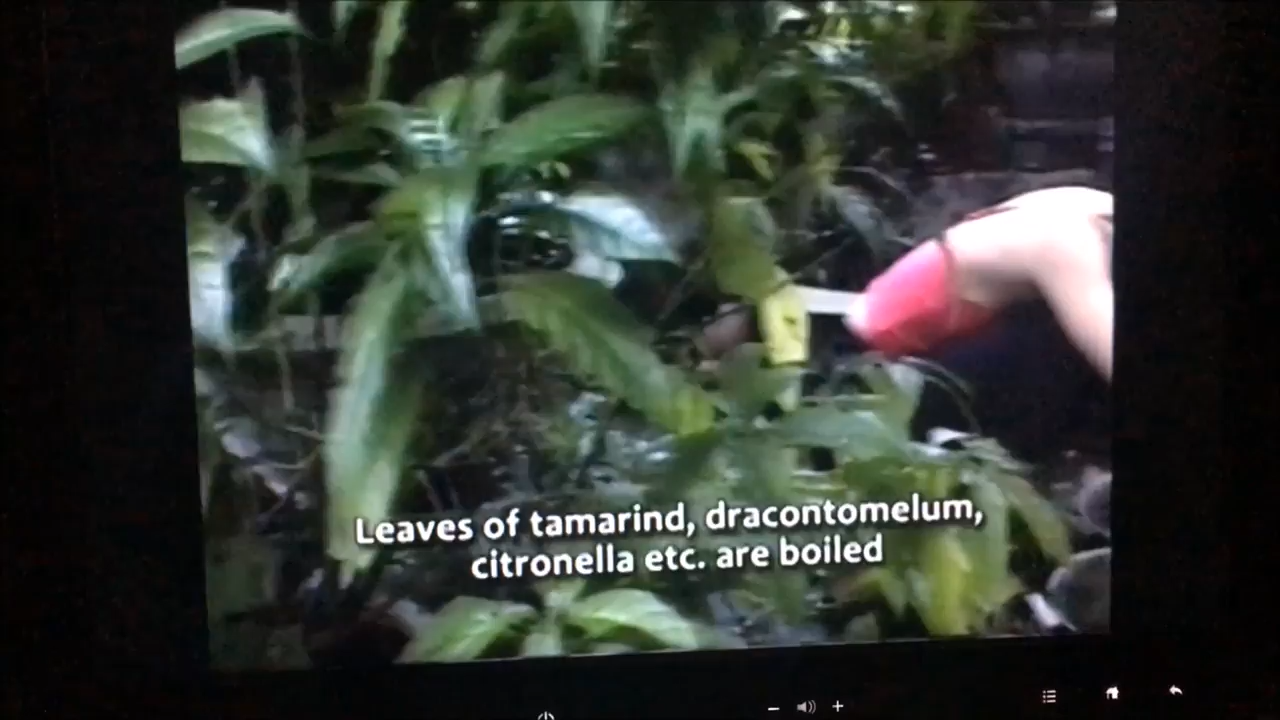 Leaves of tamarind, dracontomelum,
citronella etc. are boiled